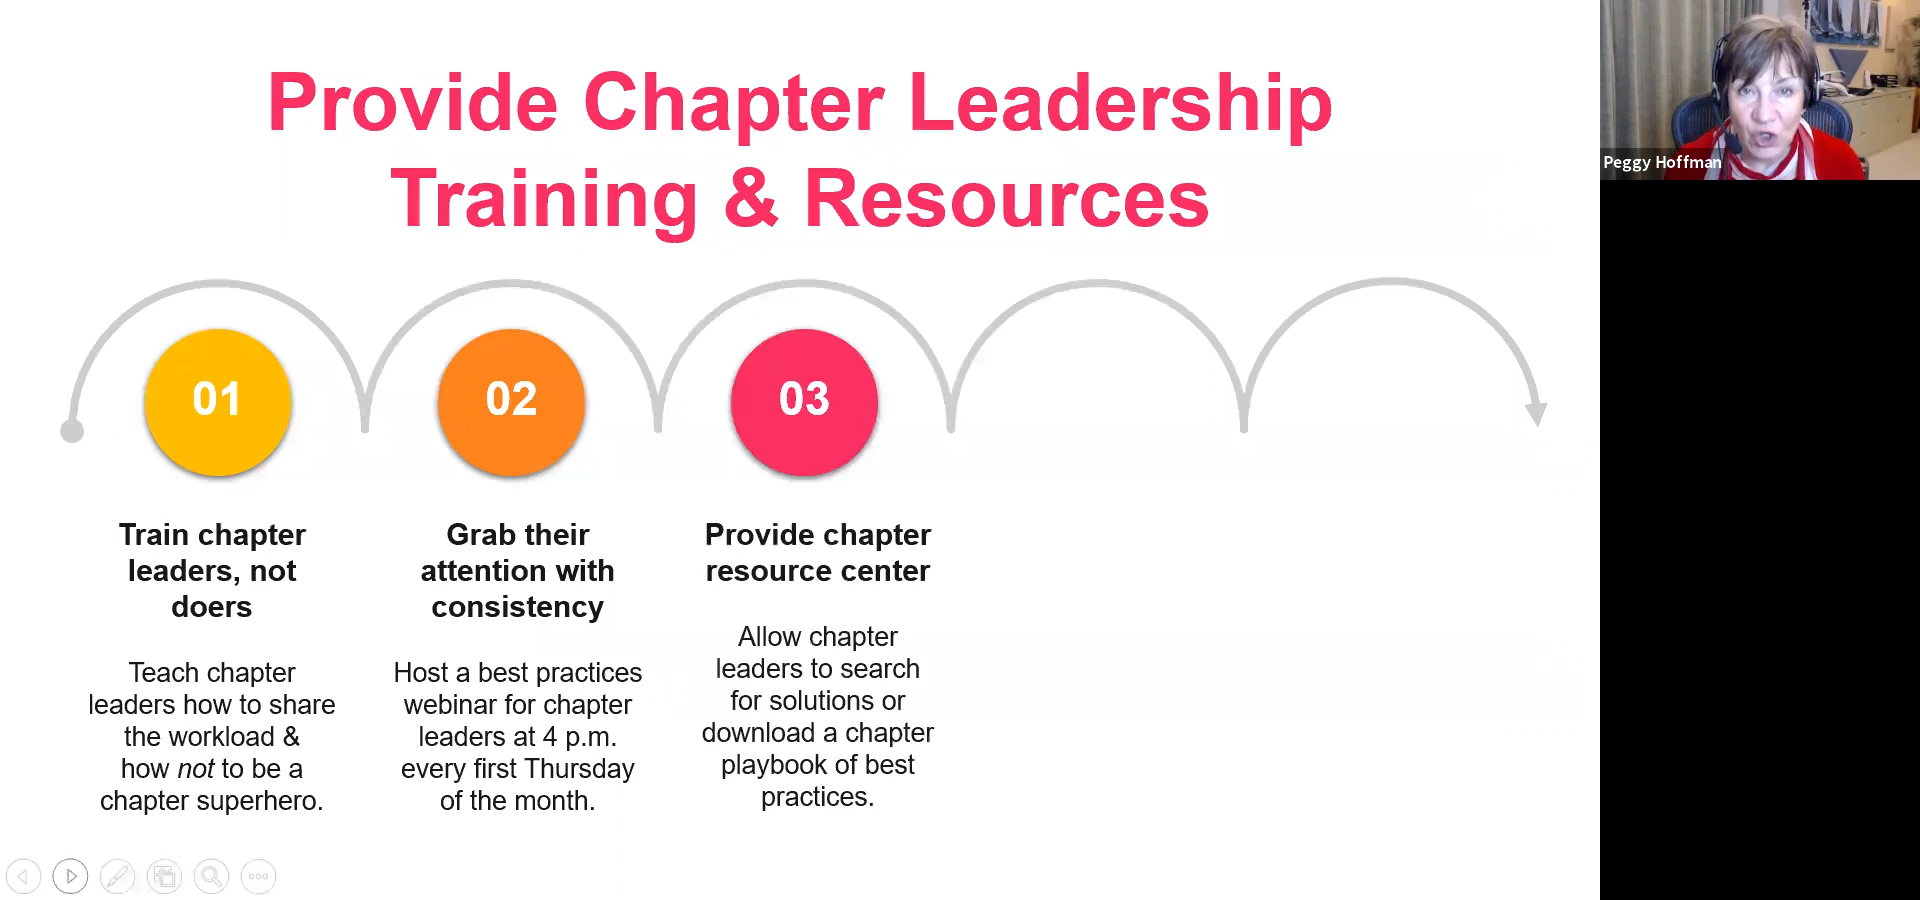 Provide Chapter Leadership
Training & Resources
01
02
03
Train chapter
leaders, not
doers
Teach chapter
leaders how to share
the workload &
how not to be a
chapter superhero.
Grab their
attention with
consistency
Host a best practices
webinar for chapter
leaders at 4 p.m.
every first Thursday
of the month.
Provide chapter
resource center
Allow chapter
leaders to search
for solutions or
download a chapter
playbook of best
practices.
Peggy Hoffman